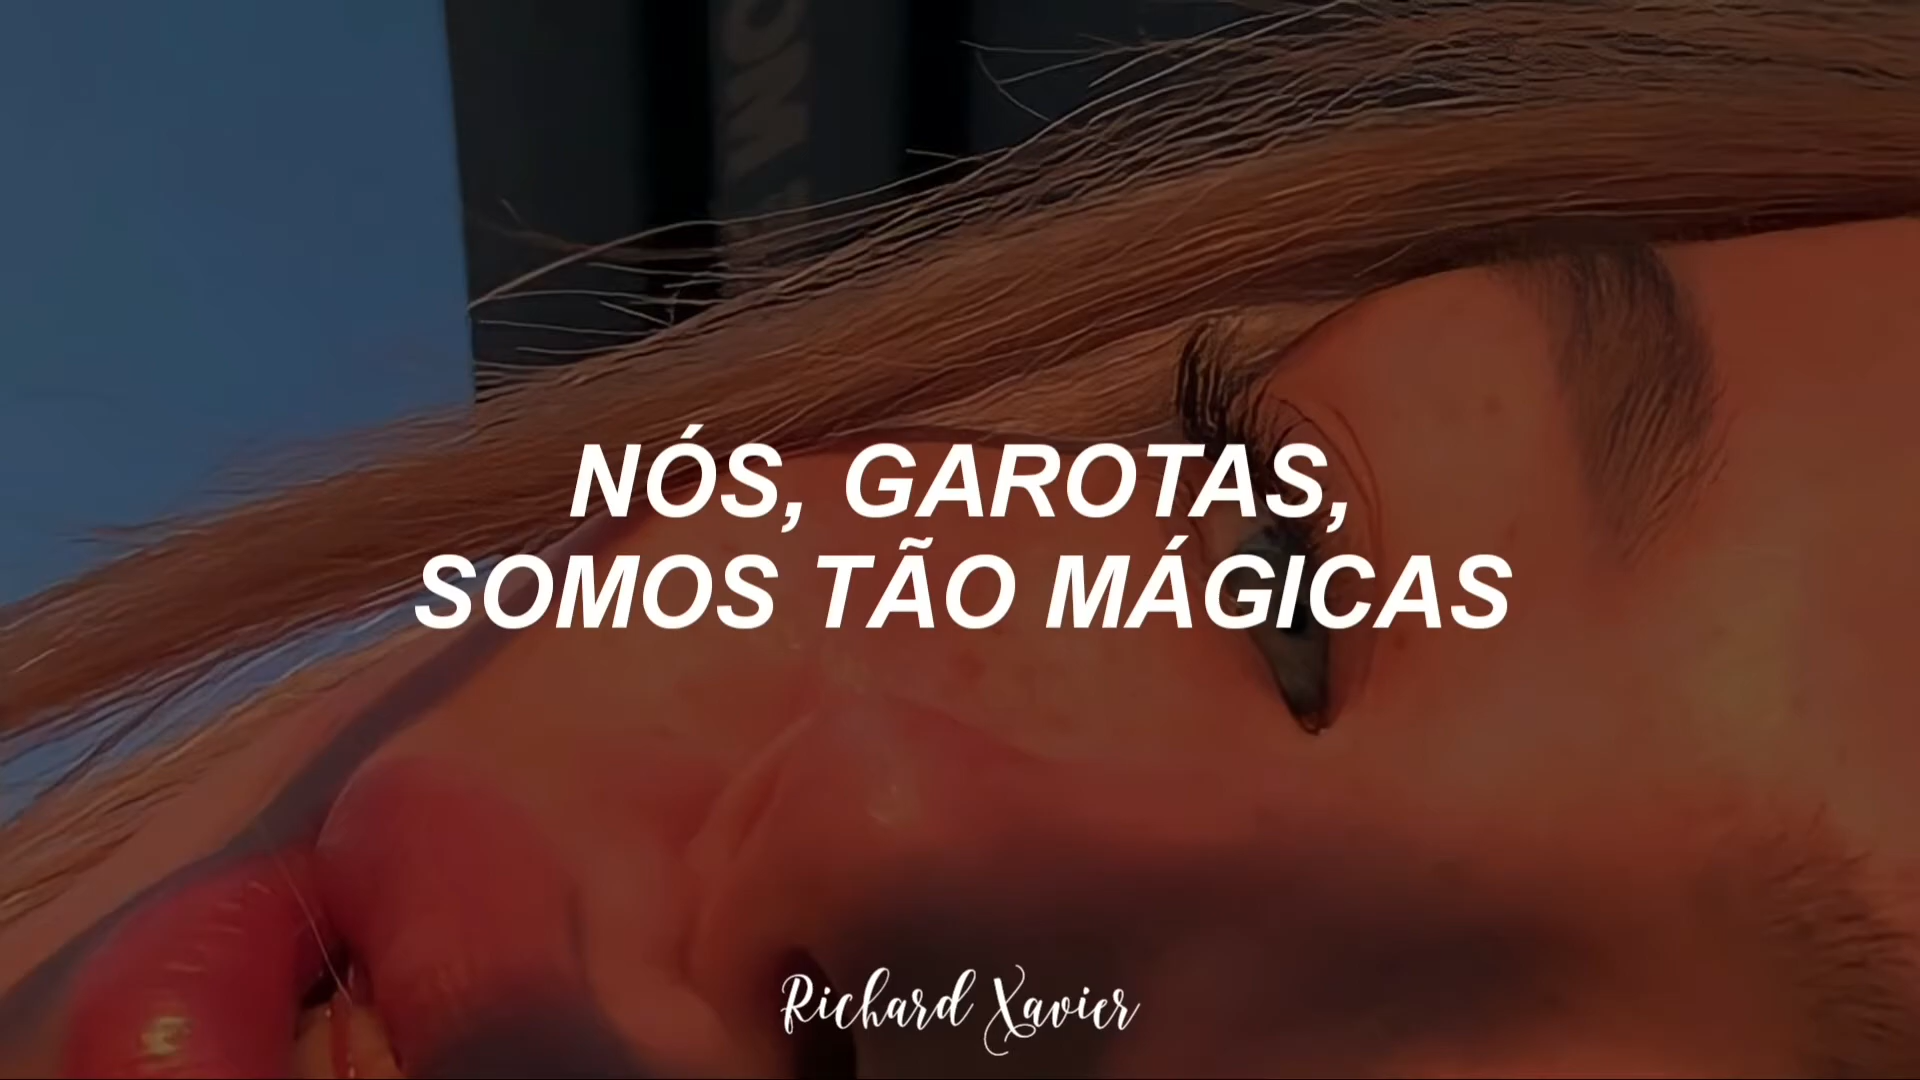 NÓS, GAROTAS,
SOMOS TÃO MÁGICAS
Richard Xavier